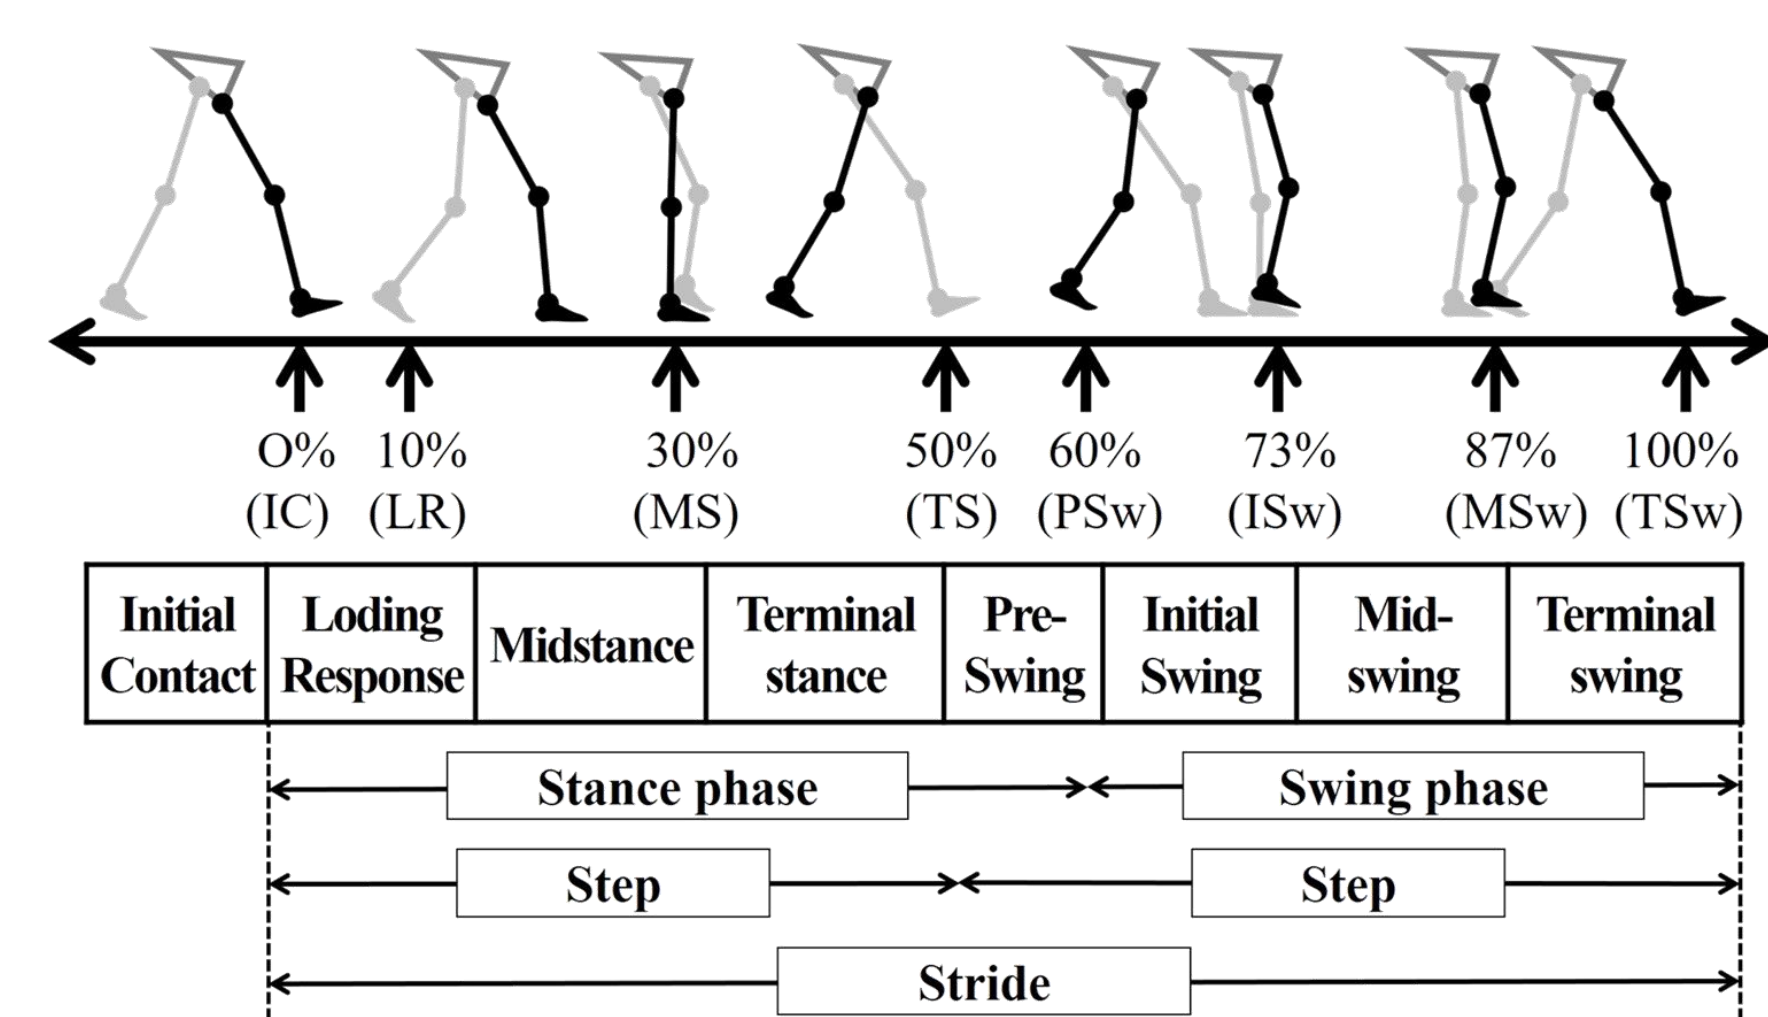 O% 10% 30% 50% 60% 73% 87% 100%
(IC) (LR) (MS) (TS) (PSw) (ISw) (MSw) (TSw)
Initial Contact
Loding Response
Midstance
Terminal stance
Pre-Swing
Initial Swing
Mid-swing
Terminal swing
Stance phase
Swing phase
Step
Step
Stride